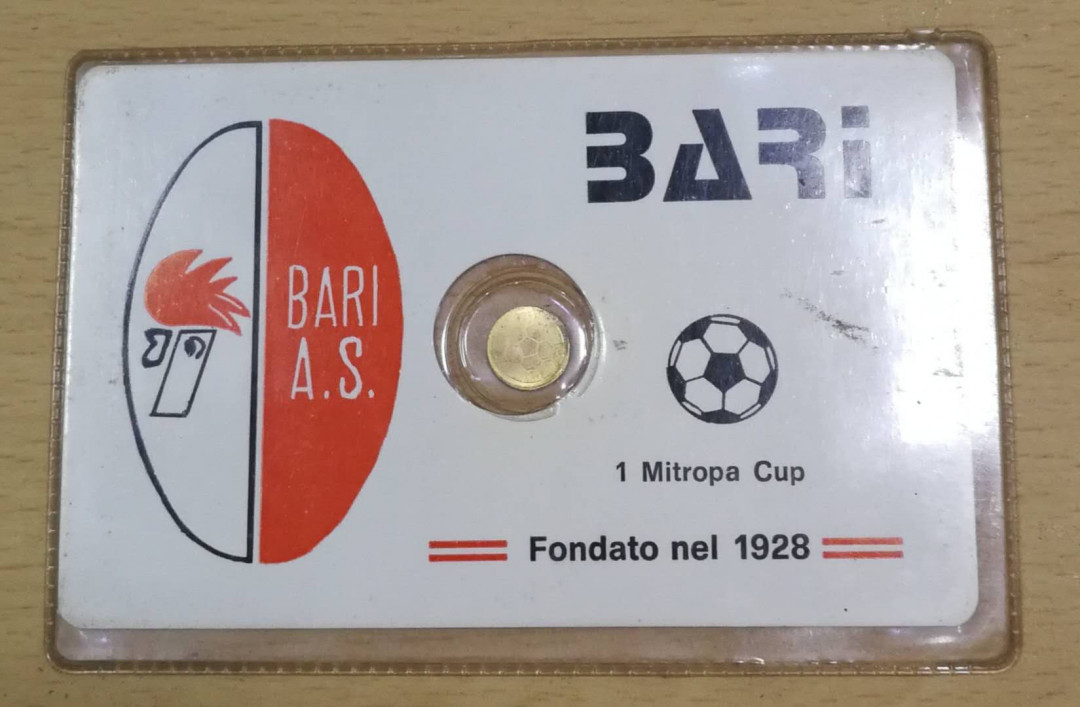 BARI
BARI
A.S.
1 Mitropa Cup
Fondato nel 1928